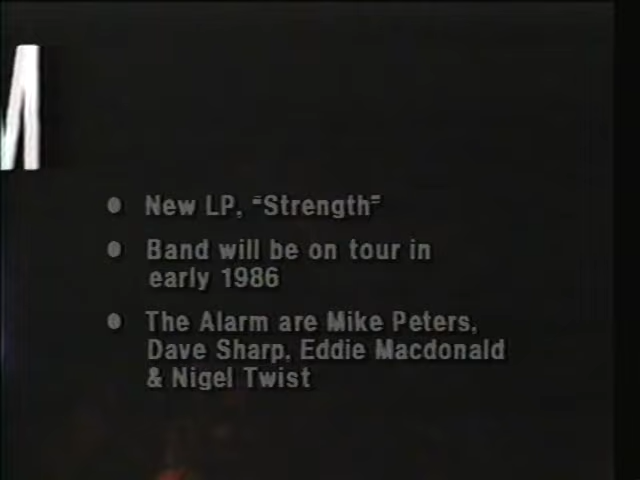 M
● New LP, "Strength"
● Band will be on tour in
early 1986
● The Alarm are Mike Peters,
Dave Sharp, Eddie Macdonald
& Nigel Twist